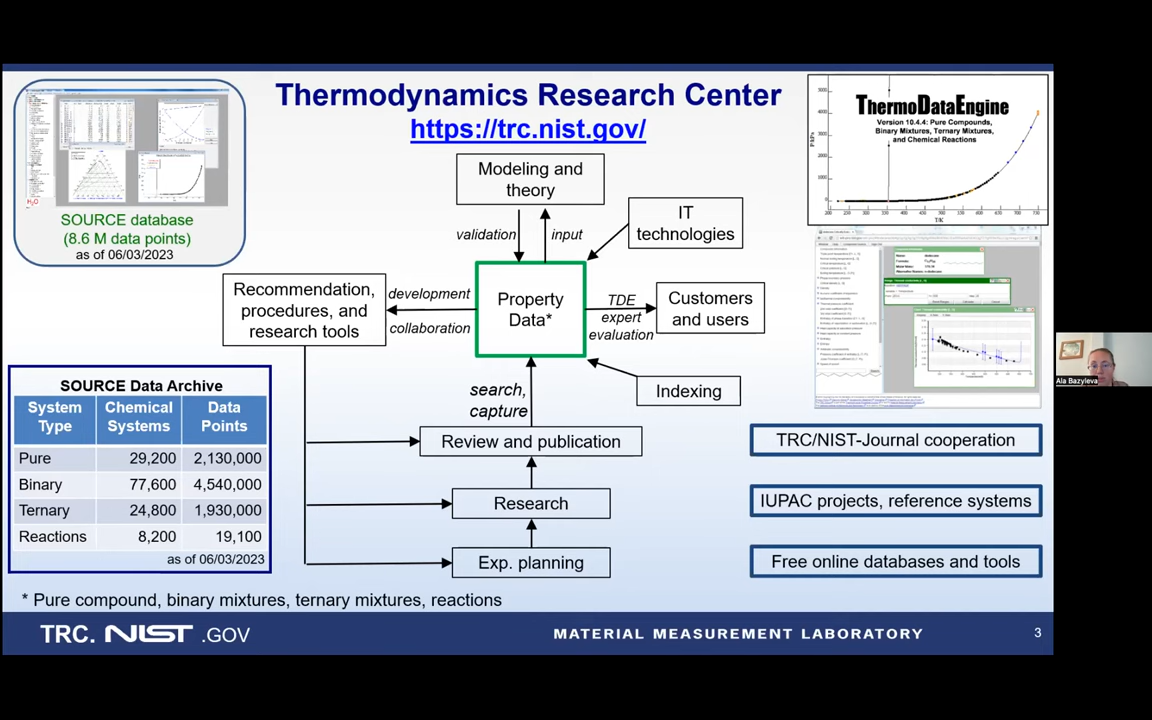 Thermodynamics Research Center
https://trc.nist.gov/
H₂O
SOURCE database
(8.6 M data points)
as of 06/03/2023
Modeling and
theory
validation
input
IT
technologies
Recommendation,
procedures, and
research tools
development
collaboration
Property
Data*
TDE
expert
evaluation
Customers
and users
search,
capture
Indexing
Review and publication
Research
Exp. planning
SOURCE Data Archive
System Type Chemical Systems Data Points
Pure 29,200 2,130,000
Binary 77,600 4,540,000
Ternary 24,800 1,930,000
Reactions 8,200 19,100
as of 06/03/2023
ThermoDataEngine
Version 10.4.4: Pure Compounds,
Binary Mixtures, Ternary Mixtures,
and Chemical Reactions
TRC/NIST-Journal cooperation
IUPAC projects, reference systems
Free online databases and tools
* Pure compound, binary mixtures, ternary mixtures, reactions
TRC. NIST .GOV
MATERIAL MEASUREMENT LABORATORY
3
Ala Bazyleva